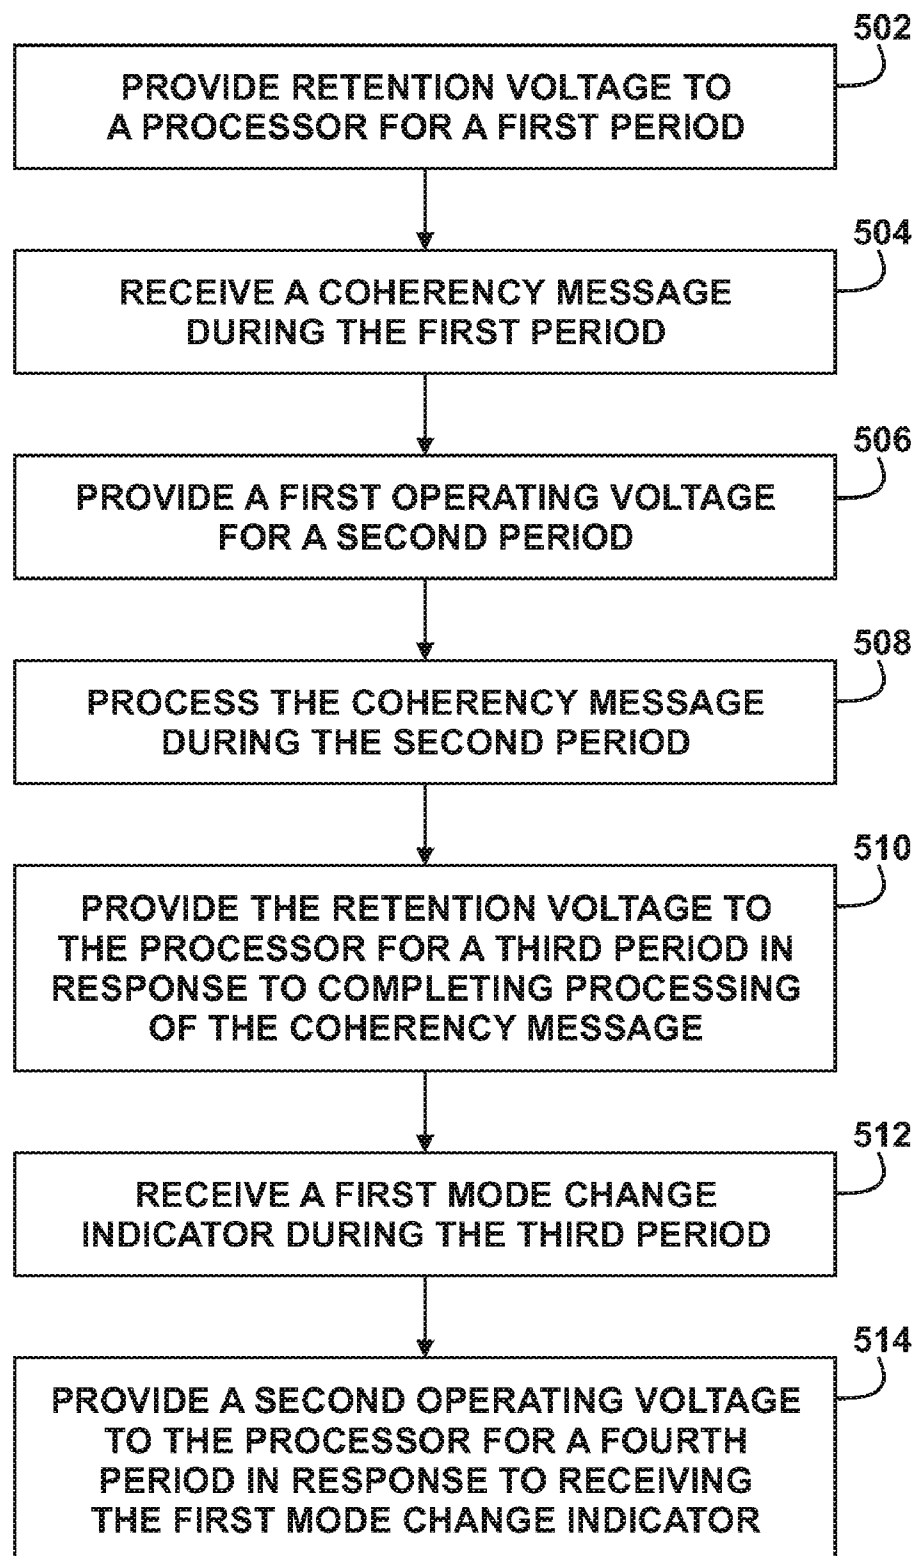 502
PROVIDE RETENTION VOLTAGE TO
A PROCESSOR FOR A FIRST PERIOD
504
RECEIVE A COHERENCY MESSAGE
DURING THE FIRST PERIOD
506
PROVIDE A FIRST OPERATING VOLTAGE
FOR A SECOND PERIOD
508
PROCESS THE COHERENCY MESSAGE
DURING THE SECOND PERIOD
510
PROVIDE THE RETENTION VOLTAGE TO
THE PROCESSOR FOR A THIRD PERIOD IN
RESPONSE TO COMPLETING PROCESSING
OF THE COHERENCY MESSAGE
512
RECEIVE A FIRST MODE CHANGE
INDICATOR DURING THE THIRD PERIOD
514
PROVIDE A SECOND OPERATING VOLTAGE
TO THE PROCESSOR FOR A FOURTH
PERIOD IN RESPONSE TO RECEIVING
THE FIRST MODE CHANGE INDICATOR